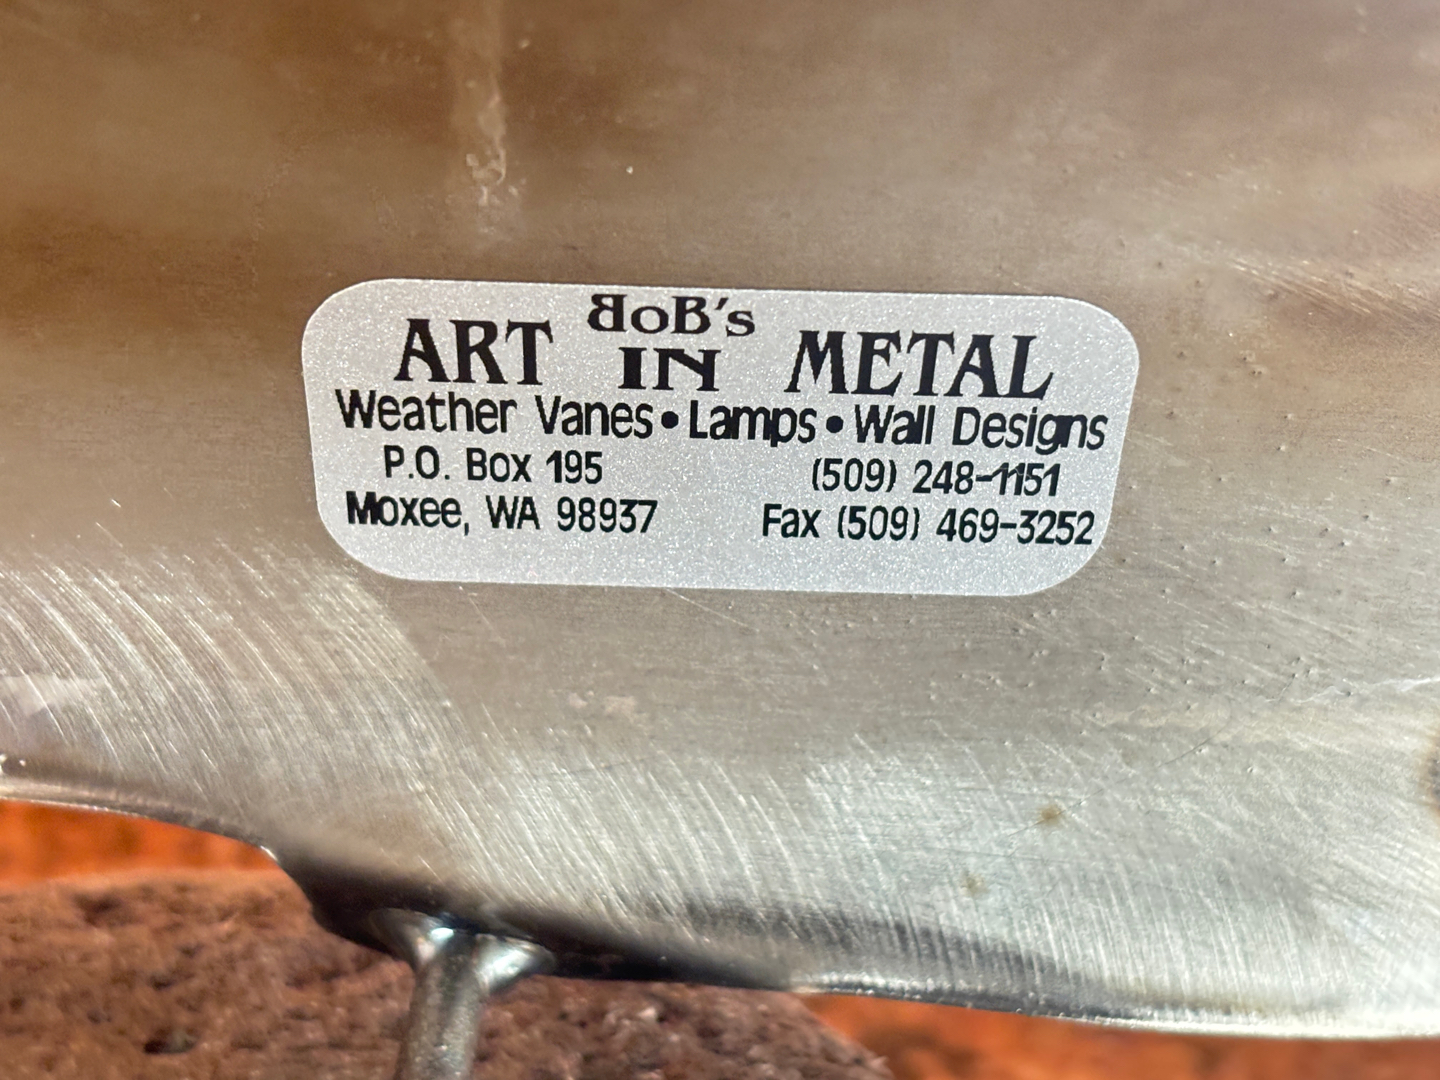 BoB's
ART IN METAL
Weather Vanes • Lamps • Wall Designs
P.O. Box 195 (509) 248-1151
Moxee, WA 98937 Fax (509) 469-3252